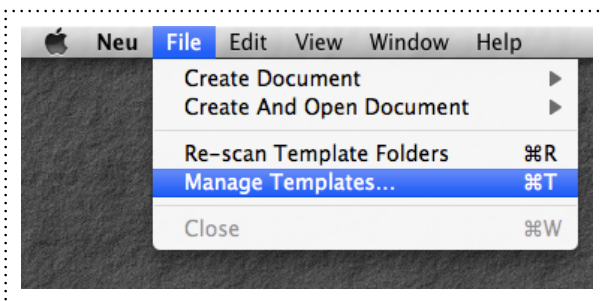 Neu File Edit View Window Help
Create Document
Create And Open Document
Re-scan Template Folders ⌘R
Manage Templates... ⌘T
Close ⌘W